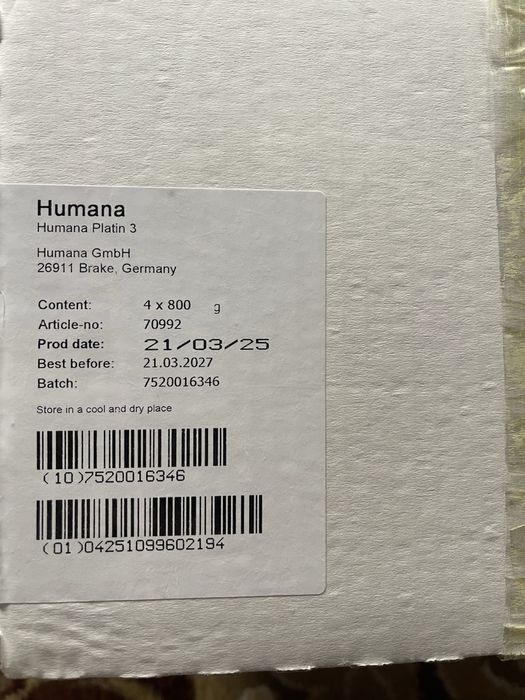 Humana
Humana Platin 3
Humana GmbH
26911 Brake, Germany
Content: 4 x 800 g
Article-no: 70992
Prod date: 21/03/25
Best before: 21.03.2027
Batch: 7520016346
Store in a cool and dry place
(10)7520016346
(01)04251099602194